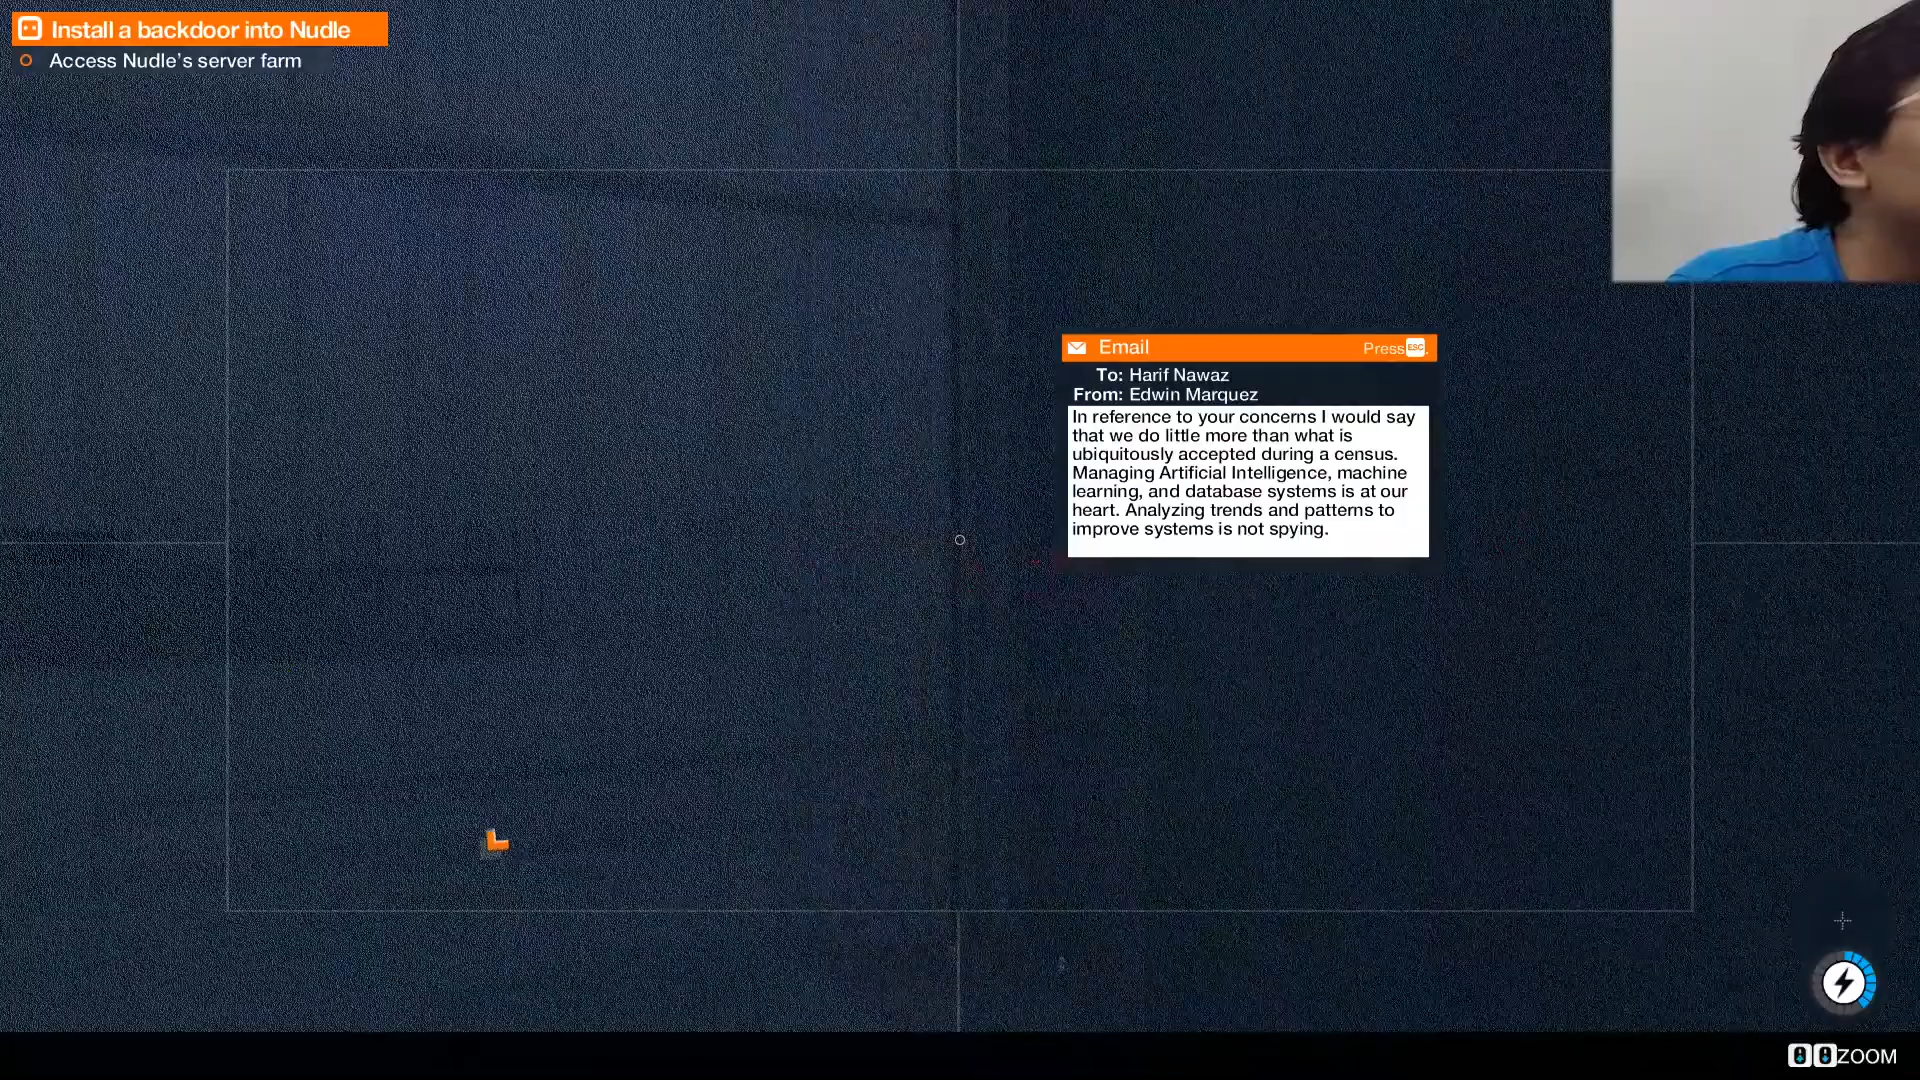 Install a backdoor into Nudle
Access Nudle's server farm
Email
Press ESC.
To: Harif Nawaz
From: Edwin Marquez
In reference to your concerns I would say
that we do little more than what is
ubiquitously accepted during a census.
Managing Artificial Intelligence, machine
learning, and database systems is at our
heart. Analyzing trends and patterns to
improve systems is not spying.
ZOOM